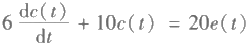 6 dc(t)/dt + 10c(t) = 20e(t)